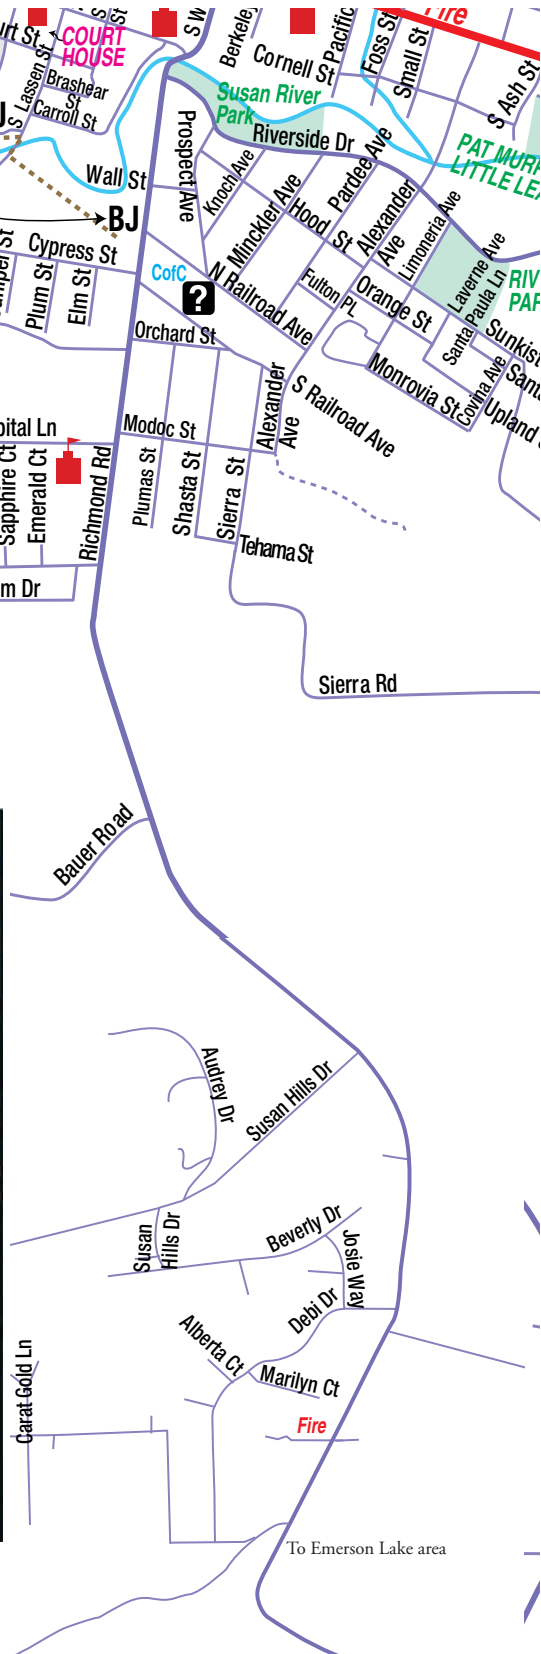 Fire
S W
Berkeley
Pacific
Foss St
Small St
S Ash St
urt St
COURT
HOUSE
St
Cornell St
Lassen St
S
Brashear
St
Carroll St
Susan River
Park
Riverside Dr
PAT MURP
LITTLE LEA
Prospect Ave
Wall St
Knoch Ave
Minckler Ave
Hood St
Pardee Ave
Alexander
Ave
Limoneria Ave
BJ
Cypress St
Plum St
Elm St
CofC
?
N Railroad Ave
Fulton PL
Orange St
Laverne Ave
Santa
Paula Ln
RIV
PAR
Sunkist
Orchard St
Monrovia St
Covina Ave
Santa
Upland
Alexander
Ave
S Railroad Ave
Modoc St
pital Ln
Sapphire Ct
Emerald Ct
Richmond Rd
Plumas St
Shasta St
Sierra St
Tehama St
m Dr
Sierra Rd
Bauer Road
Audrey Dr
Susan Hills Dr
Susan
Hills Dr
Beverly Dr
Josie Way
Debi Dr
Alberta Ct
Marilyn Ct
Carat Gold Ln
Fire
To Emerson Lake area